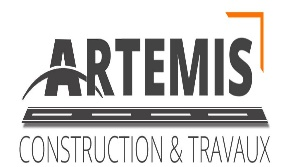 ARTEMIS
CONSTRUCTION & TRAVAUX